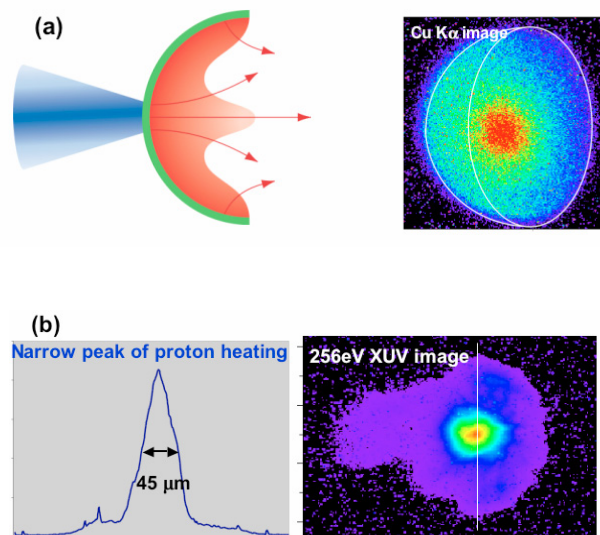 (a)
Cu Kα image
(b)
Narrow peak of proton heating
256eV XUV image
45 μm